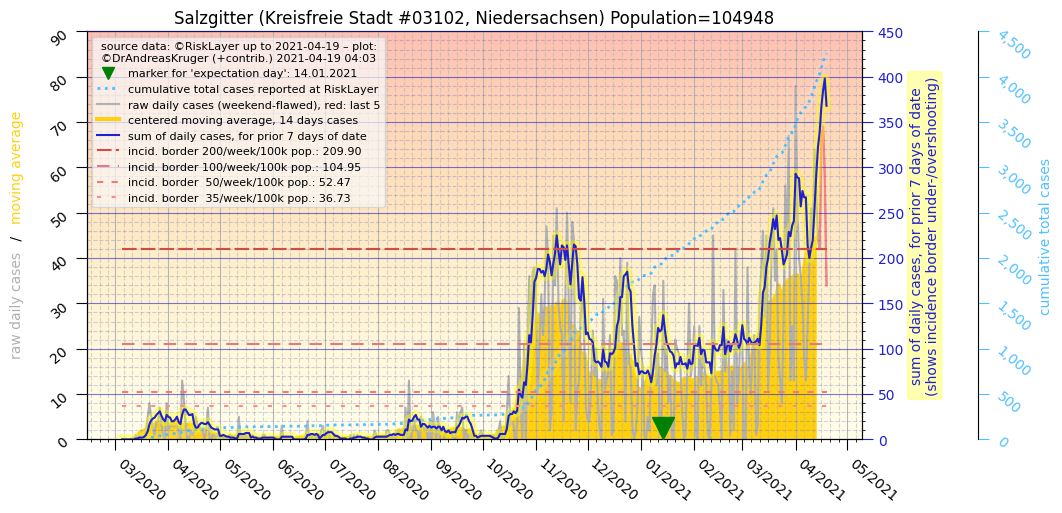 Salzgitter (Kreisfreie Stadt #03102, Niedersachsen) Population=104948
source data: ©RiskLayer up to 2021-04-19 – plot:
©DrAndreasKruger (+contrib.) 2021-04-19 04:03
marker for 'expectation day': 14.01.2021
cumulative total cases reported at RiskLayer
raw daily cases (weekend-flawed), red: last 5
centered moving average, 14 days cases
sum of daily cases, for prior 7 days of date
incid. border 200/week/100k pop.: 209.90
incid. border 100/week/100k pop.: 104.95
incid. border  50/week/100k pop.: 52.47
incid. border  35/week/100k pop.: 36.73
raw daily cases  /  moving average
90
80
70
60
50
40
30
20
10
0
03/2020
04/2020
05/2020
06/2020
07/2020
08/2020
09/2020
10/2020
11/2020
12/2020
01/2021
02/2021
03/2021
04/2021
05/2021
450
400
350
300
250
200
150
100
50
0
sum of daily cases, for prior 7 days of date
(shows incidence border under-/overshooting)
4,500
4,000
3,500
3,000
2,500
2,000
1,500
1,000
500
0
cumulative total cases